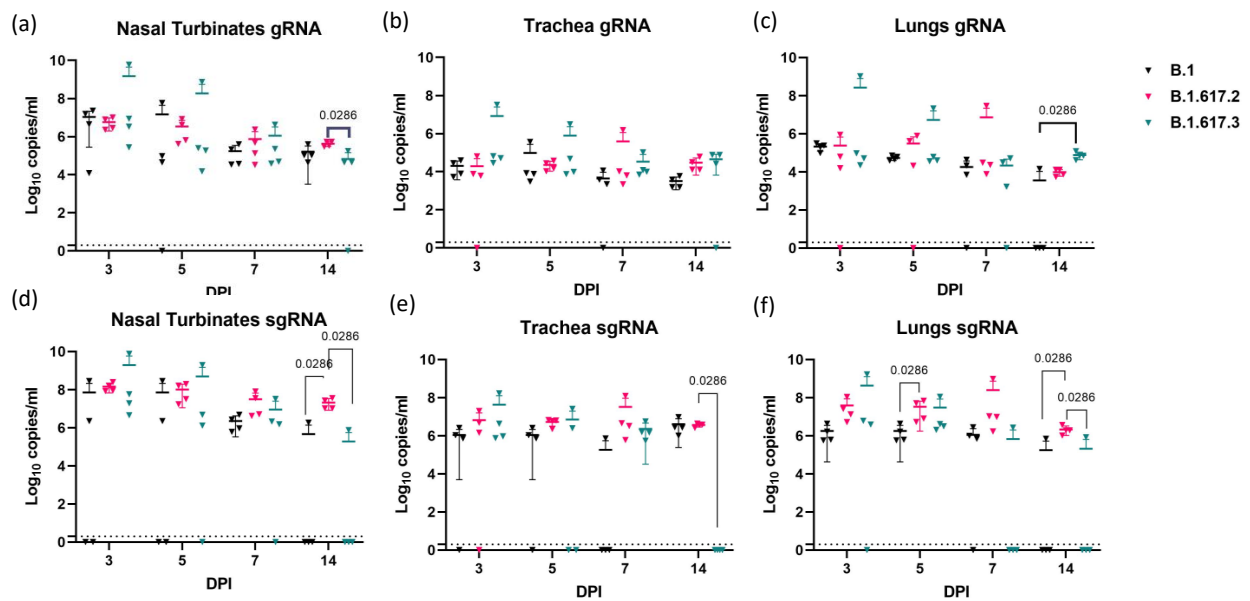 (a)
Nasal Turbinates gRNA
Log10 copies/ml
10
8
6
4
2
0
0.0286
3 5 7 14
DPI
(b)
Trachea gRNA
Log10 copies/ml
10
8
6
4
2
0
3 5 7 14
DPI
(c)
Lungs gRNA
Log10 copies/ml
10
8
6
4
2
0
0.0286
3 5 7 14
DPI
B.1
B.1.617.2
B.1.617.3
(d)
Nasal Turbinates sgRNA
Log10 copies/ml
10
8
6
4
2
0
0.0286
0.0286
3 5 7 14
DPI
(e)
Trachea sgRNA
Log10 copies/ml
10
8
6
4
2
0
0.0286
3 5 7 14
DPI
(f)
Lungs sgRNA
Log10 copies/ml
10
8
6
4
2
0
0.0286
0.0286
0.0286
3 5 7 14
DPI